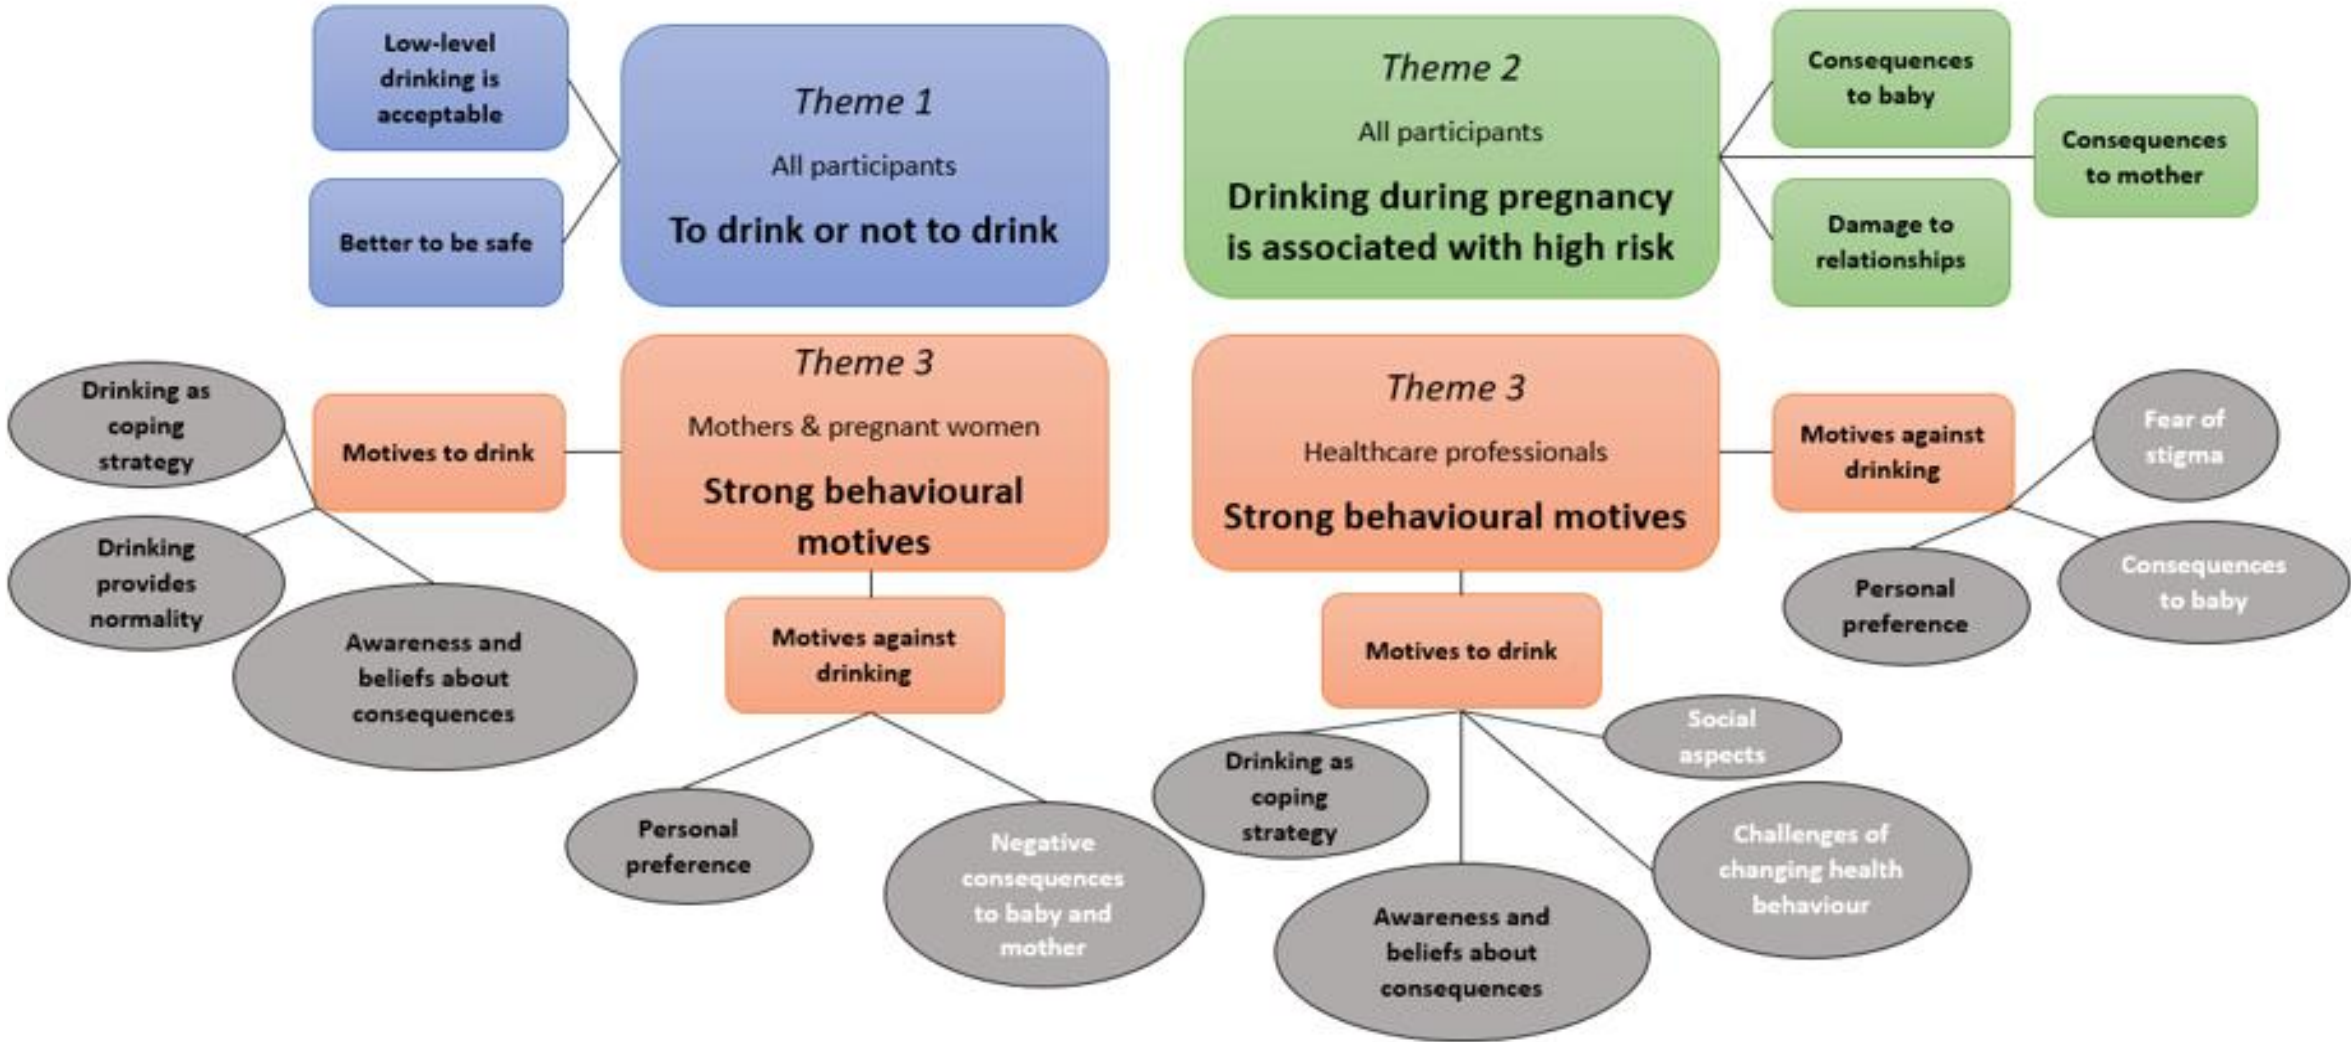 Low-level
drinking is
acceptable
Better to be safe
Theme 1
All participants
To drink or not to drink
Theme 2
All participants
Drinking during pregnancy
is associated with high risk
Consequences
to baby
Consequences
to mother
Damage to
relationships
Theme 3
Mothers & pregnant women
Strong behavioural
motives
Motives to drink
Drinking as
coping
strategy
Drinking
provides
normality
Awareness and
beliefs about
consequences
Motives against
drinking
Personal
preference
Negative
consequences
to baby and
mother
Theme 3
Healthcare professionals
Strong behavioural motives
Motives against
drinking
Fear of
stigma
Personal
preference
Consequences
to baby
Motives to drink
Drinking as
coping
strategy
Awareness and
beliefs about
consequences
Social
aspects
Challenges of
changing health
behaviour